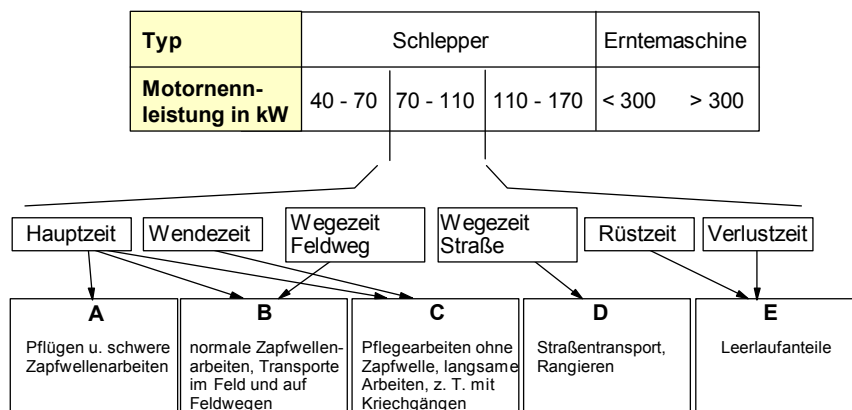 Typ Schlepper Erntemaschine
Motornenn-
leistung in kW 40 - 70 70 - 110 110 - 170 < 300 > 300
Hauptzeit Wendezeit Wegezeit Feldweg Wegezeit Straße Rüstzeit Verlustzeit
A
Pflügen u. schwere
Zapfwellenarbeiten
B
normale Zapfwellen-
arbeiten, Transporte
im Feld und auf
Feldwegen
C
Pflegearbeiten ohne
Zapfwelle, langsame
Arbeiten, z. T. mit
Kriechgängen
D
Straßentransport,
Rangieren
E
Leerlaufanteile